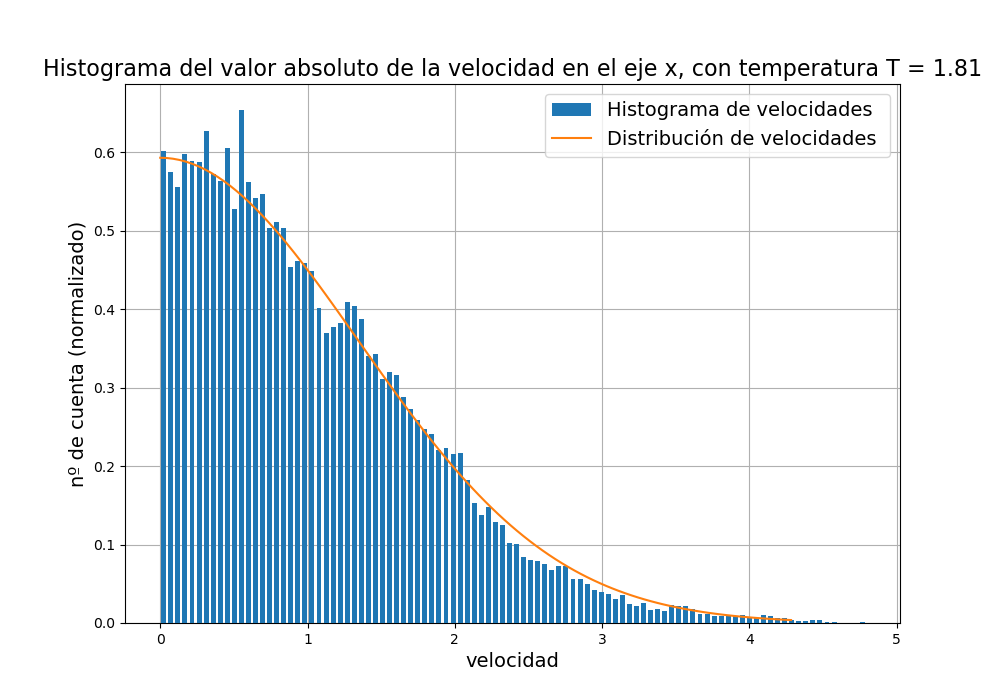 Histograma del valor absoluto de la velocidad en el eje x, con temperatura T = 1.81
Histograma de velocidades
Distribución de velocidades
nº de cuenta (normalizado)
0.6
0.5
0.4
0.3
0.2
0.1
0.0
0 1 2 3 4 5
velocidad